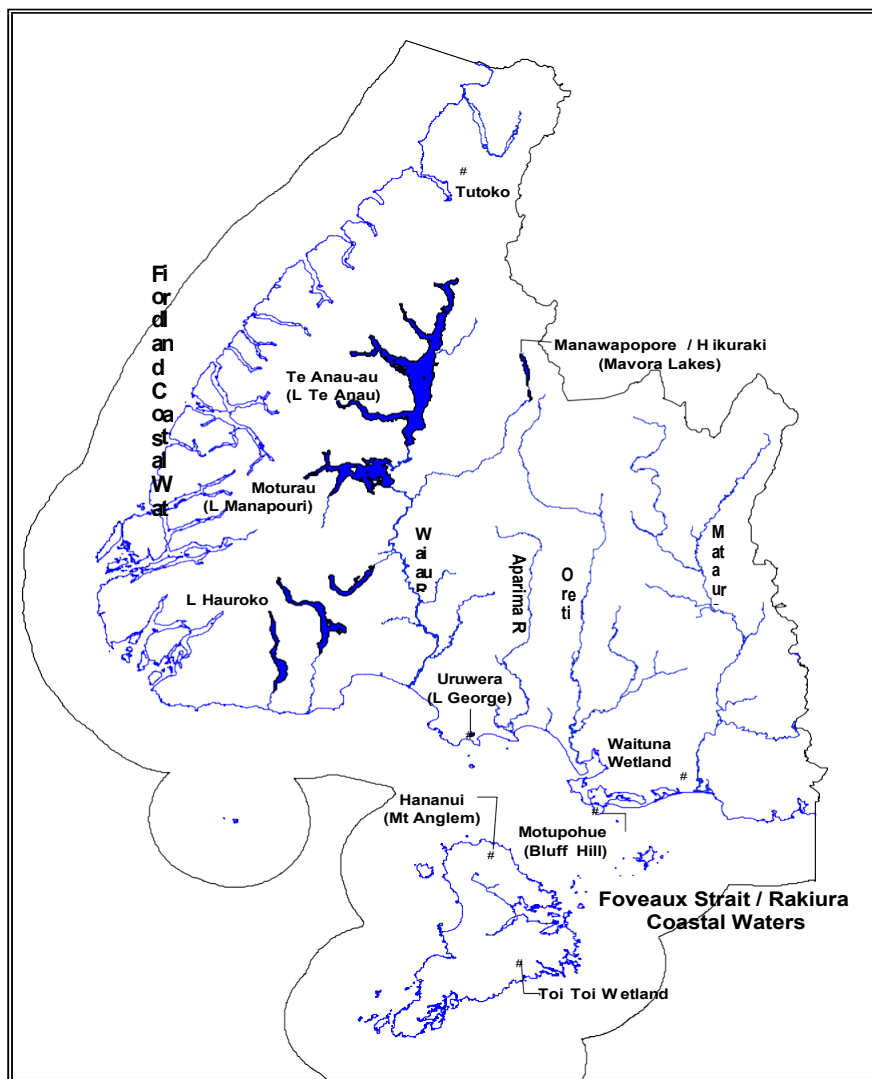 #
Tutoko
Fiordland Coastal Wat
Manawapopore / Hikuraki
(Mavora Lakes)
Te Anau-au
(L Te Anau)
Moturau
(L Manapouri)
Waiau R
Aparima R
Oreti
Mataur
L Hauroko
Uruwera
(L George)
#
Waituna
Wetland
#
Hananui
(Mt Anglem)
#
#
Motupohue
(Bluff Hill)
Foveaux Strait / Rakiura
Coastal Waters
#
Toi Toi Wetland